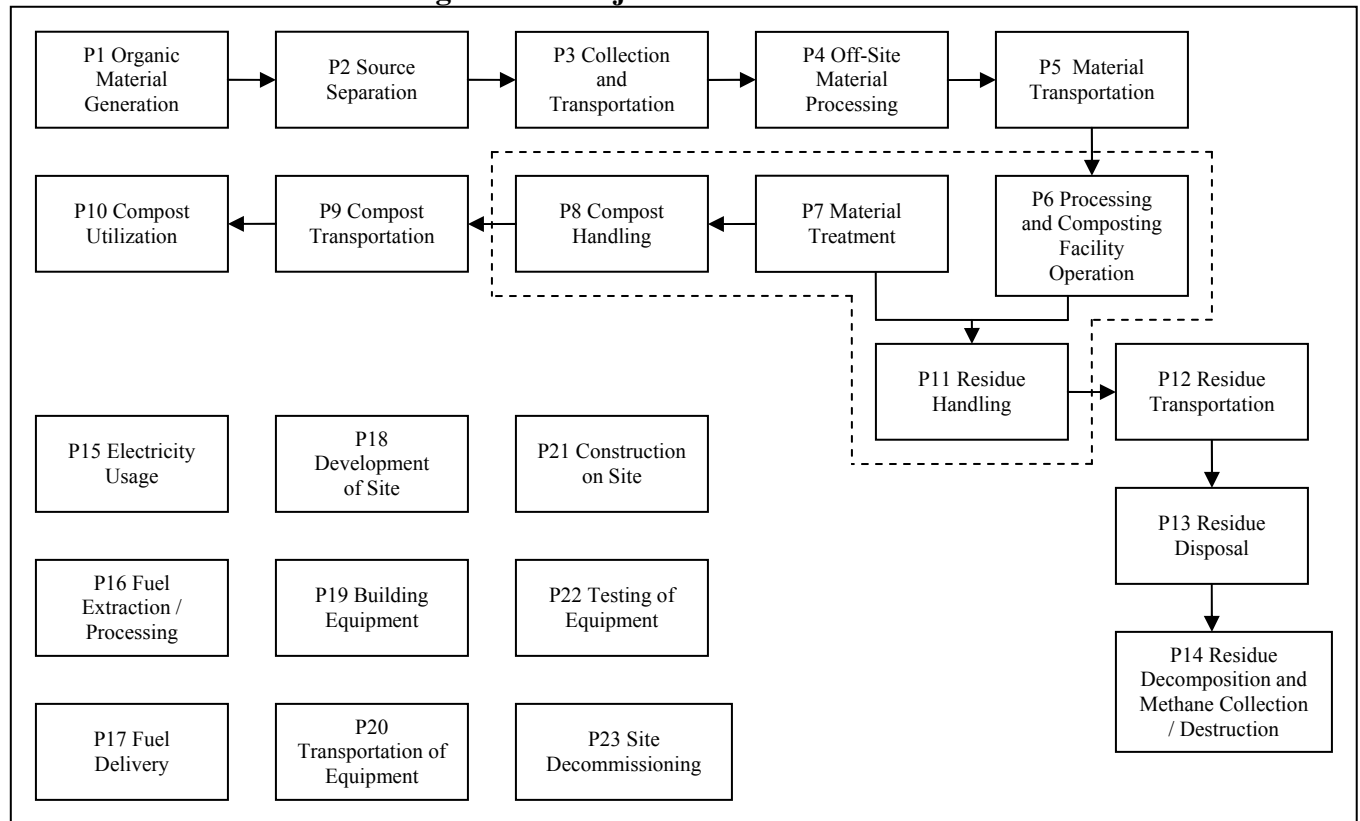 P1 Organic
Material
Generation
P2 Source
Separation
P3 Collection
and
Transportation
P4 Off-Site
Material
Processing
P5 Material
Transportation
P10 Compost
Utilization
P9 Compost
Transportation
P8 Compost
Handling
P7 Material
Treatment
P6 Processing
and Composting
Facility
Operation
P11 Residue
Handling
P12 Residue
Transportation
P15 Electricity
Usage
P18
Development
of Site
P21 Construction
on Site
P13 Residue
Disposal
P16 Fuel
Extraction /
Processing
P19 Building
Equipment
P22 Testing of
Equipment
P14 Residue
Decomposition and
Methane Collection
/ Destruction
P17 Fuel
Delivery
P20
Transportation of
Equipment
P23 Site
Decommissioning